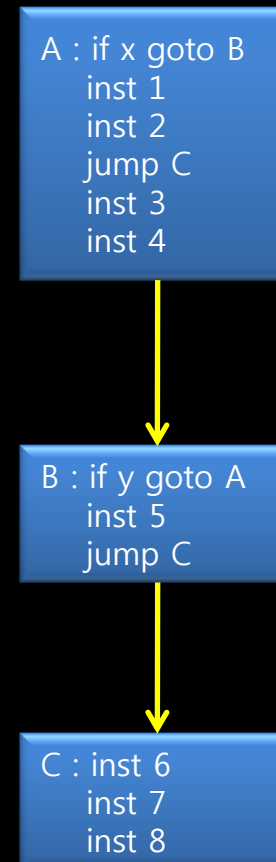 A : if x goto B
inst 1
inst 2
jump C
inst 3
inst 4
B : if y goto A
inst 5
jump C
C : inst 6
inst 7
inst 8